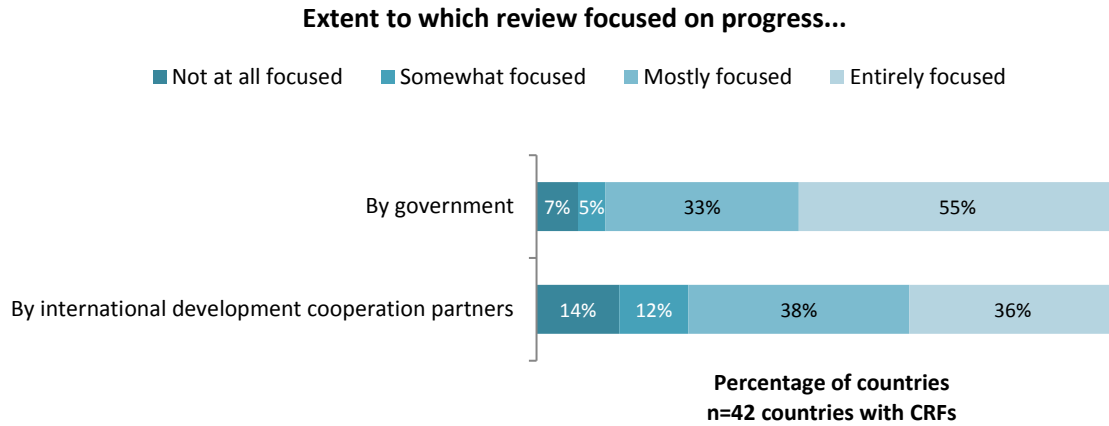 Extent to which review focused on progress...
Not at all focused Somewhat focused Mostly focused Entirely focused
By government 7% 5% 33% 55%
By international development cooperation partners 14% 12% 38% 36%
Percentage of countries
n=42 countries with CRFs